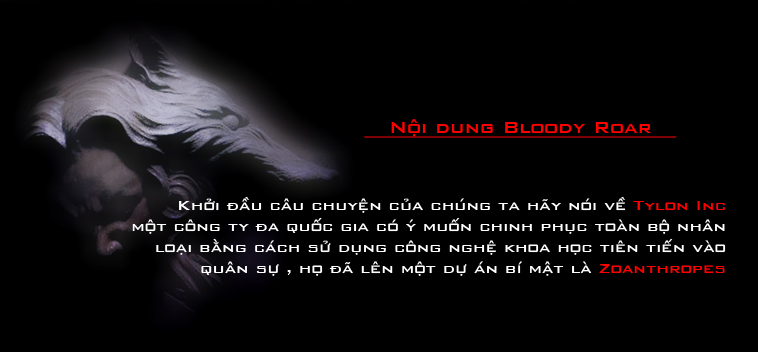 Nội dung Bloody Roar
Khởi đầu câu chuyện của chúng ta hãy nói về Tylon Inc
một công ty đa quốc gia có ý muốn chinh phục toàn bộ nhân
loại bằng cách sử dụng công nghệ khoa học tiên tiến vào
quân sự , họ đã lên một dự án bí mật là Zoanthropes